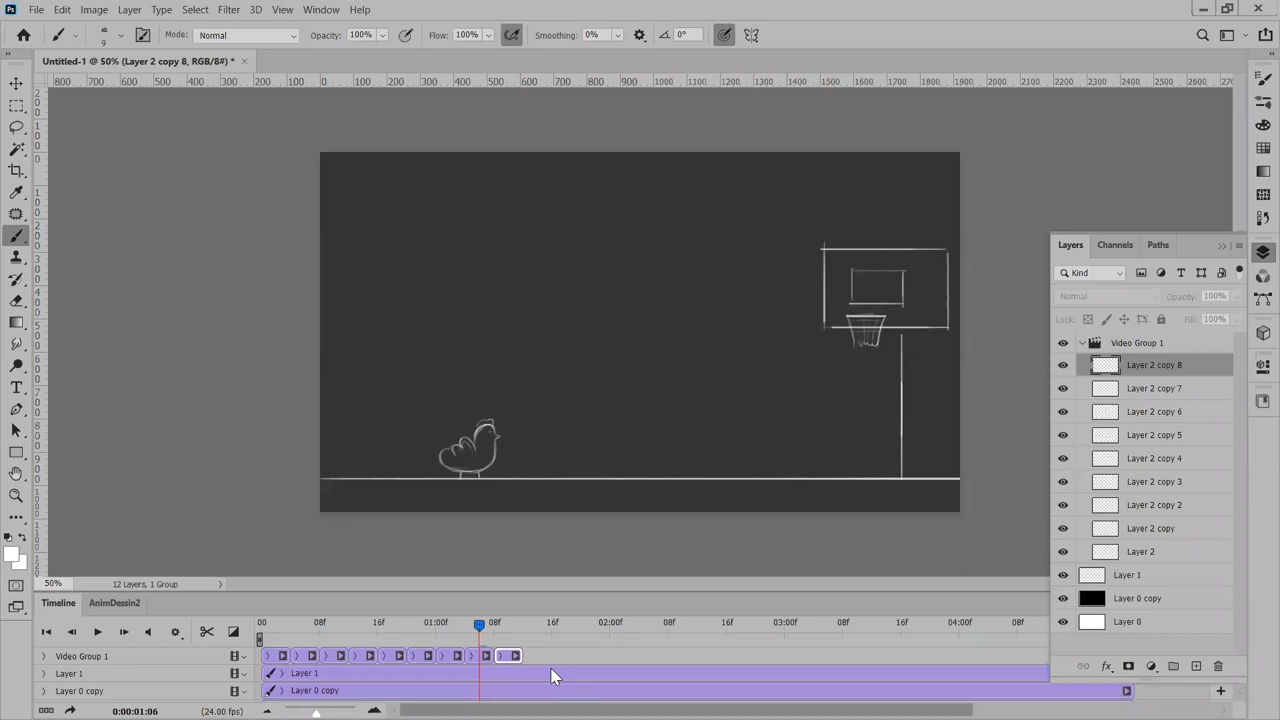 Ps File Edit Image Layer Type Select Filter 3D View Window Help
9 Mode: Normal Opacity: 100% Flow: 100% Smoothing: 0% 0°
Untitled-1 @ 50% (Layer 2 copy 8, RGB/8#) * ×
800 700 600 500 400 300 200 100 0 100 200 300 400 500 600 700 800 900 1000 1100 1200 1300 1400 1500 1600 1700 1800 1900 2000 2100 2200 2300 2400 2500 2600
Layers Channels Paths
Kind
Normal Opacity: 100%
Lock: Fill: 100%
Video Group 1
Layer 2 copy 8
Layer 2 copy 7
Layer 2 copy 6
Layer 2 copy 5
Layer 2 copy 4
Layer 2 copy 3
Layer 2 copy 2
Layer 2 copy
Layer 2
Layer 1
Layer 0 copy
Layer 0
50% 12 Layers, 1 Group
Timeline AnimDessin2
00 08f 16f 01:00f 08f 16f 02:00f 08f 16f 03:00f 08f
Video Group 1
Layer 1 Layer 1
Layer 0 copy Layer 0 copy
0:00:01:06 (24.00 fps)
fx